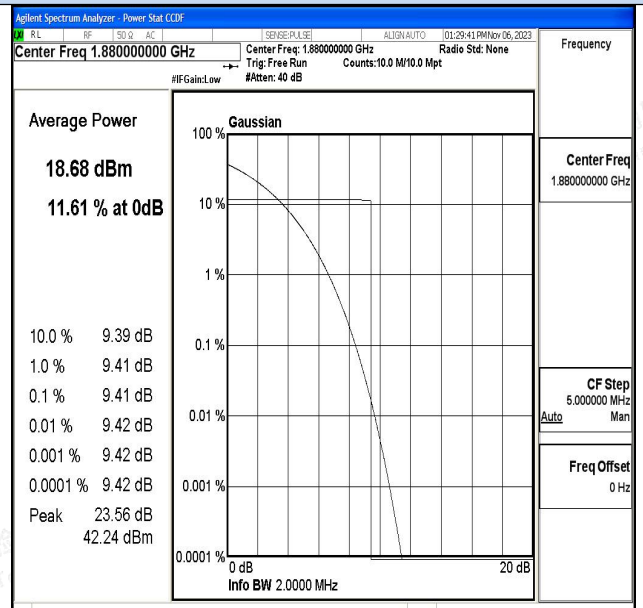 Agilent Spectrum Analyzer - Power Stat CCDF
LXI RL RF 50 Ω AC SENSE:PULSE ALIGN AUTO 01:29:41 PM Nov 06, 2023
Center Freq 1.880000000 GHz
Center Freq: 1.880000000 GHz Radio Std: None
Trig: Free Run Counts:10.0 M/10.0 Mpt
#IFGain:Low #Atten: 40 dB
Frequency
Average Power
18.68 dBm
11.61 % at 0dB
10.0 % 9.39 dB
1.0 % 9.41 dB
0.1 % 9.41 dB
0.01 % 9.42 dB
0.001 % 9.42 dB
0.0001 % 9.42 dB
Peak 23.56 dB
42.24 dBm
Gaussian
100 %
10 %
1 %
0.1 %
0.01 %
0.001 %
0.0001 %
0 dB 20 dB
Info BW 2.0000 MHz
Center Freq
1.880000000 GHz
CF Step
5.000000 MHz
Auto Man
Freq Offset
0 Hz